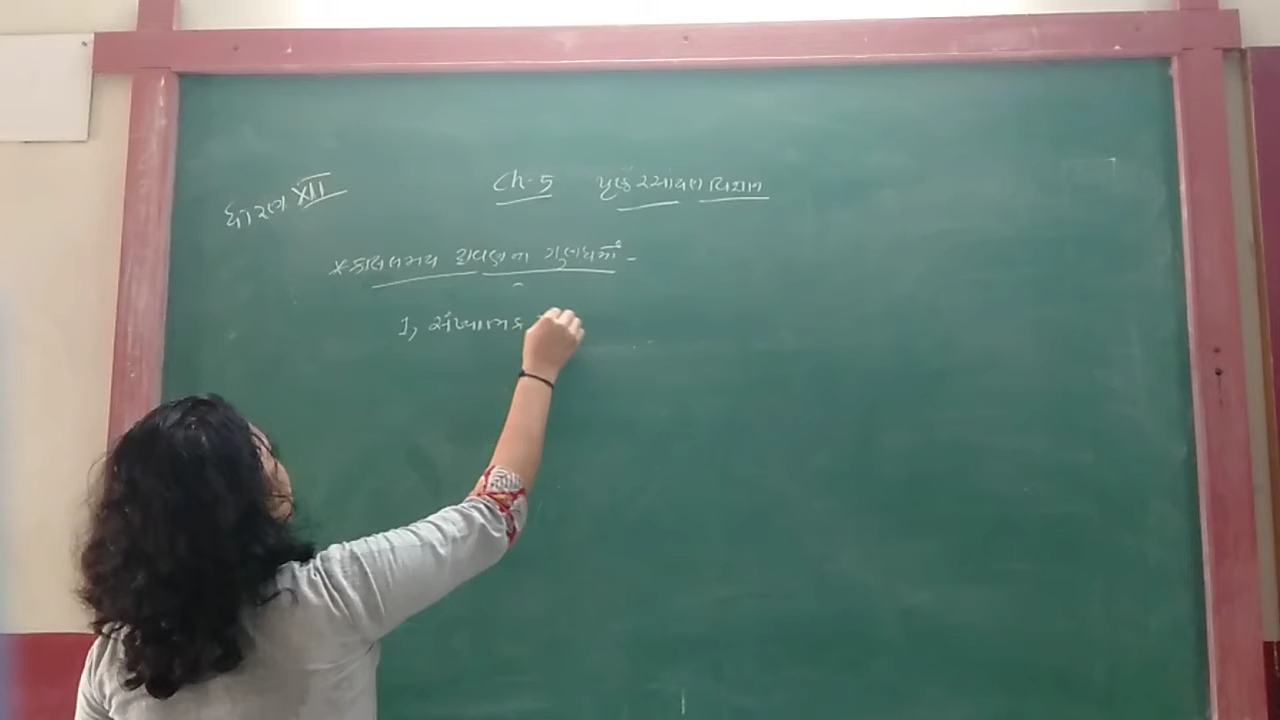 ધોરણ XII
Ch-5 પૃષ્ઠ રસાયણ વિજ્ઞાન
* કલિલમય દ્રાવણના ગુણધર્મો -
1, સંખ્યાત્મક